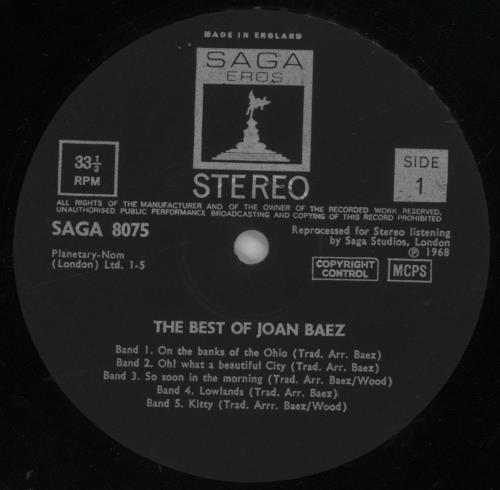 MADE IN ENGLAND
SAGA
EROS
33⅓
RPM
STEREO
SIDE
1
ALL RIGHTS OF THE MANUFACTURER AND OF THE OWNER OF THE RECORDED WORK RESERVED,
UNAUTHORISED PUBLIC PERFORMANCE BROADCASTING AND COPYING OF THIS RECORD PROHIBITED
SAGA 8075
Planetary-Nom
(London) Ltd. 1-5
Reprocessed for Stereo listening
by Saga Studios, London
℗ 1968
COPYRIGHT
CONTROL
MCPS
THE BEST OF JOAN BAEZ
Band 1. On the banks of the Ohio (Trad. Arr. Baez)
Band 2. Oh! what a beautiful City (Trad. Arr. Baez)
Band 3. So soon in the morning (Trad. Arr. Baez/Wood)
Band 4. Lowlands (Trad. Arr. Baez)
Band 5. Kitty (Trad. Arrr. Baez/Wood)